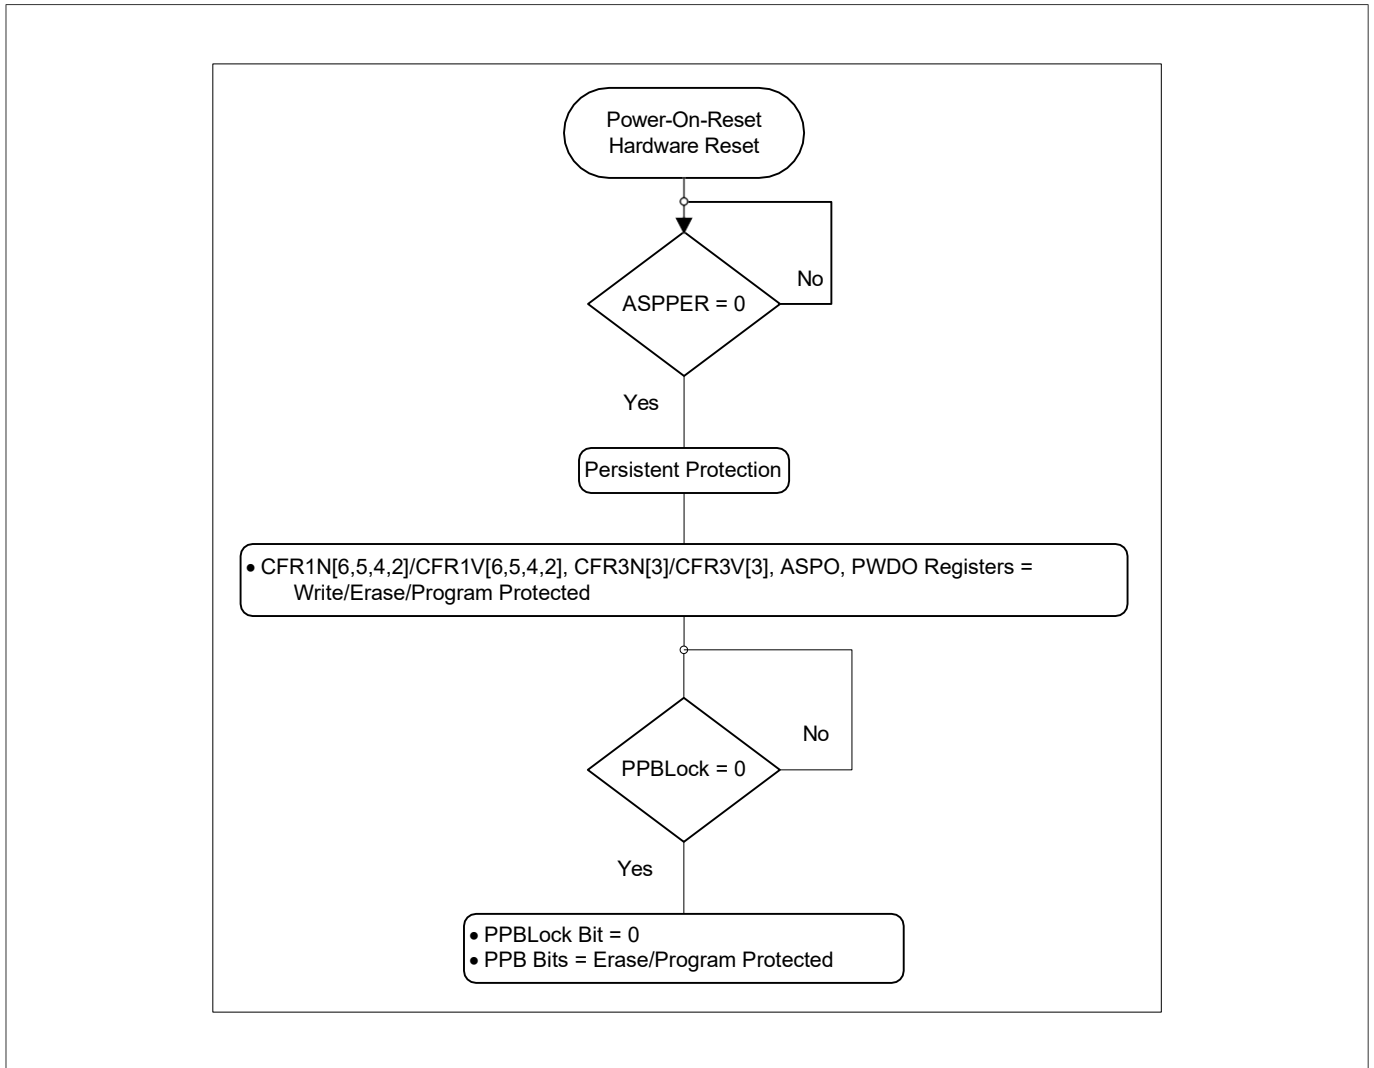 Power-On-Reset
Hardware Reset
No
ASPPER = 0
Yes
Persistent Protection
• CFR1N[6,5,4,2]/CFR1V[6,5,4,2], CFR3N[3]/CFR3V[3], ASPO, PWDO Registers =
Write/Erase/Program Protected
No
PPBLock = 0
Yes
• PPBLock Bit = 0
• PPB Bits = Erase/Program Protected